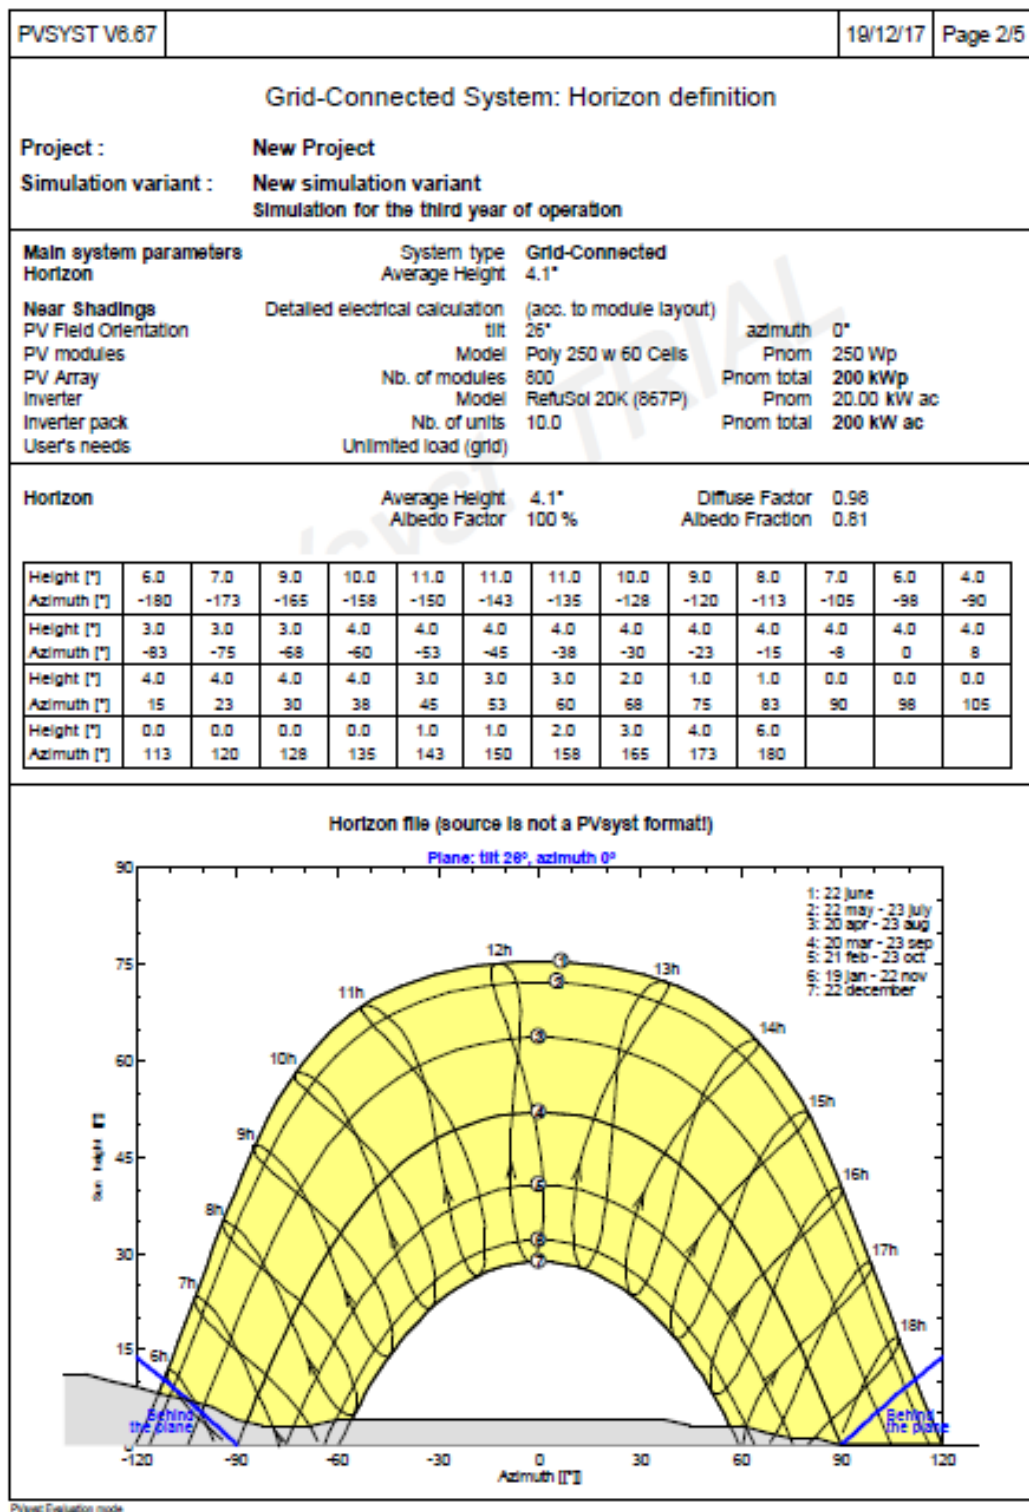 PVSYST V6.67 19/12/17 Page 2/5
Grid-Connected System: Horizon definition
Project : New Project
Simulation variant : New simulation variant
Simulation for the third year of operation
Main system parameters System type Grid-Connected
Horizon Average Height 4.1°
Near Shadings Detailed electrical calculation (acc. to module layout)
PV Field Orientation tilt 26° azimuth 0°
PV modules Model Poly 250 w 60 Cells Pnom 250 Wp
PV Array Nb. of modules 800 Pnom total 200 kWp
Inverter Model RefuSol 20K (867P) Pnom 20.00 kW ac
Inverter pack Nb. of units 10.0 Pnom total 200 kW ac
User's needs Unlimited load (grid)
TRIAL
Horizon Average Height 4.1° Diffuse Factor 0.98
Albedo Factor 100 % Albedo Fraction 0.81
Height [°] 6.0 7.0 9.0 10.0 11.0 11.0 11.0 10.0 9.0 8.0 7.0 6.0 4.0
Azimuth [°] -180 -173 -165 -158 -150 -143 -135 -128 -120 -113 -105 -98 -90
Height [°] 3.0 3.0 3.0 4.0 4.0 4.0 4.0 4.0 4.0 4.0 4.0 4.0 4.0
Azimuth [°] -83 -75 -68 -60 -53 -45 -38 -30 -23 -15 -8 0 8
Height [°] 4.0 4.0 4.0 4.0 3.0 3.0 3.0 2.0 1.0 1.0 0.0 0.0 0.0
Azimuth [°] 15 23 30 38 45 53 60 68 75 83 90 98 105
Height [°] 0.0 0.0 0.0 0.0 1.0 1.0 2.0 3.0 4.0 6.0
Azimuth [°] 113 120 128 135 143 150 158 165 173 180
Horizon file (source is not a PVsyst format!)
Plane: tilt 26°, azimuth 0°
1: 22 june
2: 22 may - 23 july
3: 20 apr - 23 aug
4: 20 mar - 23 sep
5: 21 feb - 23 oct
6: 19 jan - 22 nov
7: 22 december
90
75
60
45
30
15
0
Sun height [°]
6h
7h
8h
9h
10h
11h
12h
13h
14h
15h
16h
17h
18h
1
2
3
4
5
6
7
Behind
the plane
Behind
the plane
-120 -90 -60 -30 0 30 60 90 120
Azimuth [[°]]
PVsyst Evaluation mode